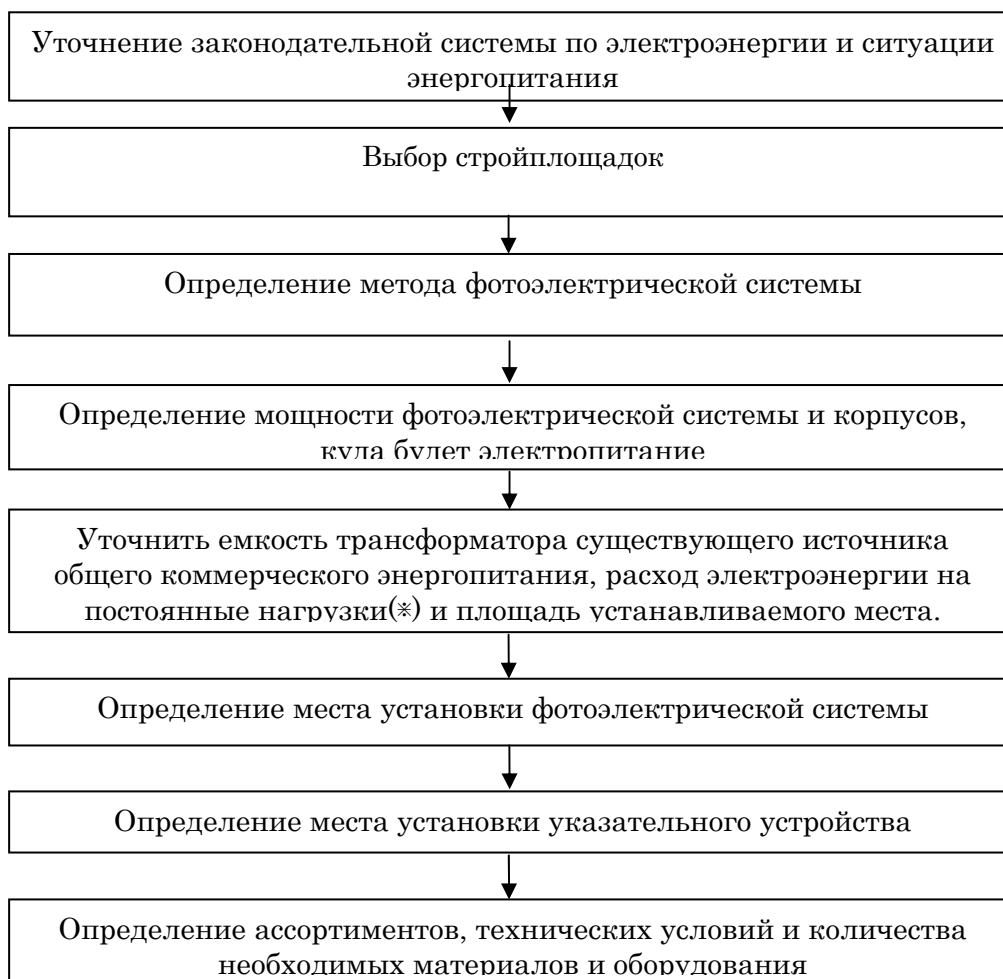 Уточнение законодательной системы по электроэнергии и ситуации
энергопитания
Выбор стройплощадок
Определение метода фотоэлектрической системы
Определение мощности фотоэлектрической системы и корпусов,
куда будет электропитание
Уточнить емкость трансформатора существующего источника
общего коммерческого энергопитания, расход электроэнергии на
постоянные нагрузки(※) и площадь устанавливаемого места.
Определение места установки фотоэлектрической системы
Определение места установки указательного устройства
Определение ассортиментов, технических условий и количества
необходимых материалов и оборудования